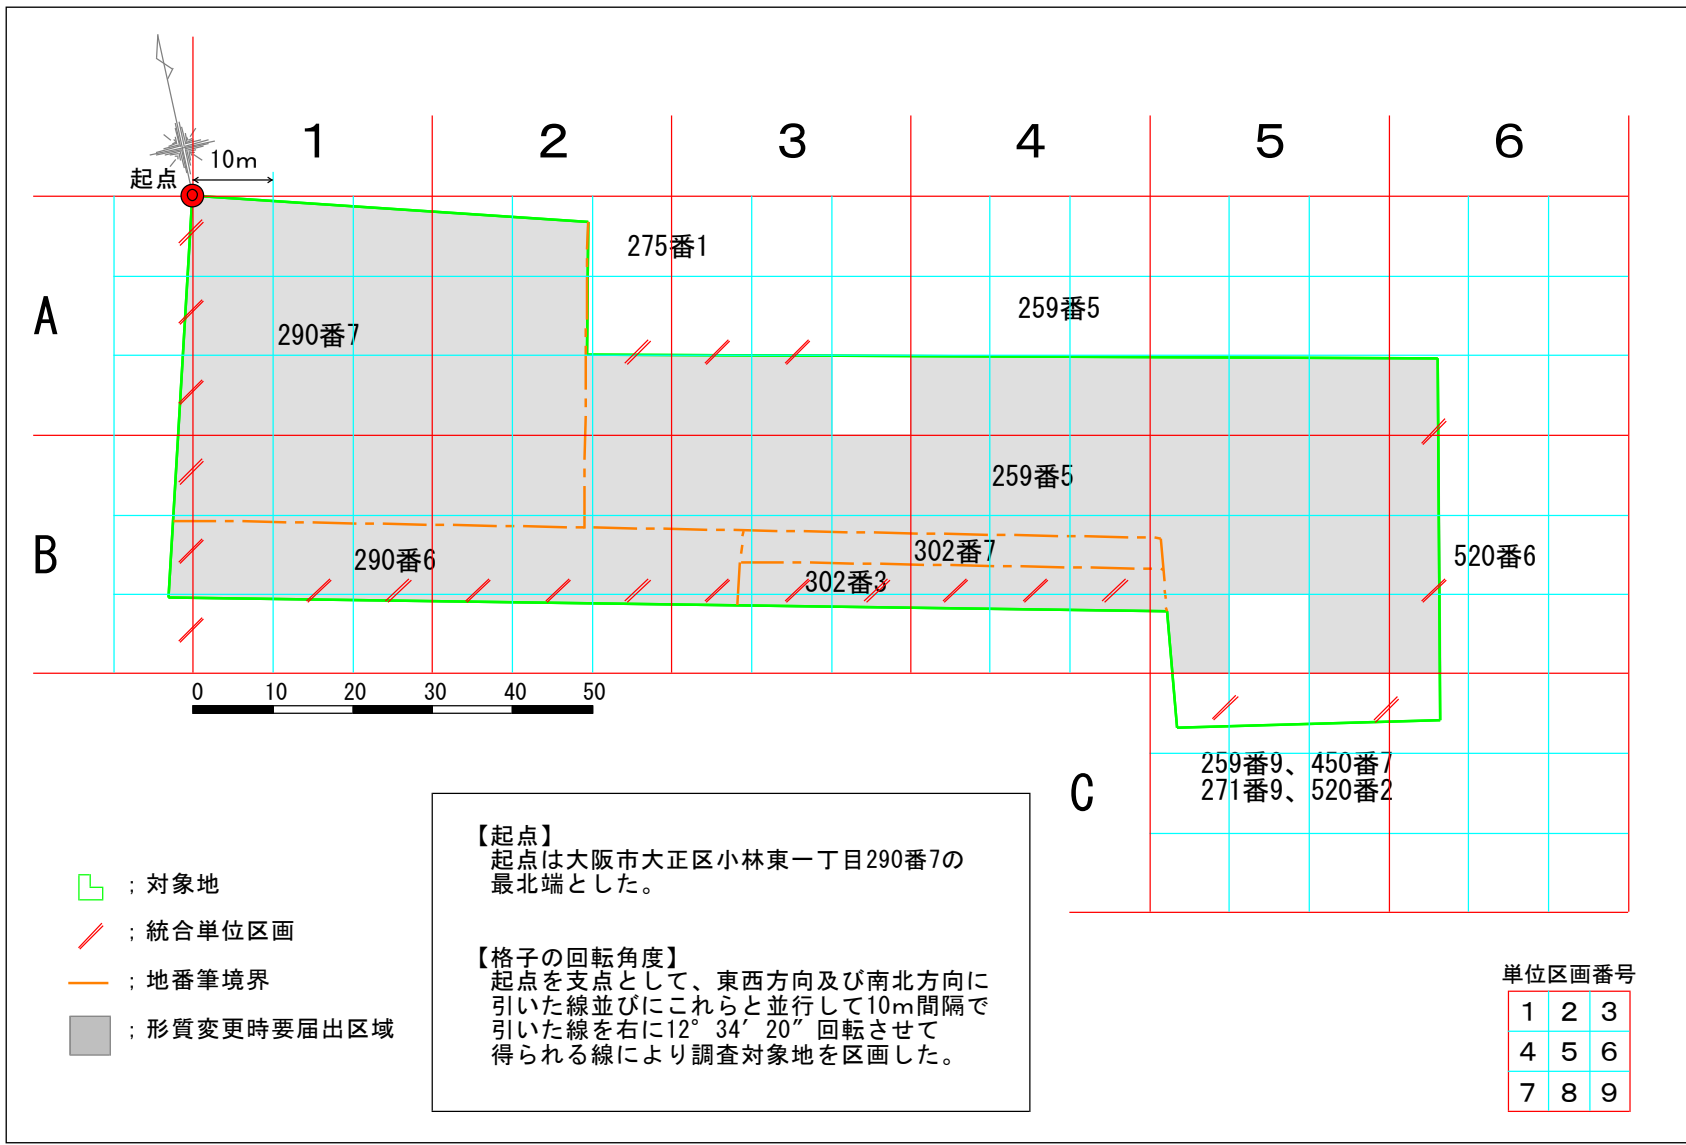 1 2 3 4 5 6
10m
起点
275番1
259番5
A
290番7
259番5
B
290番6
302番7
302番3
520番6
0 10 20 30 40 50
259番9、450番7
271番9、520番2
C
【起点】
起点は大阪市大正区小林東一丁目290番7の
最北端とした。
【格子の回転角度】
起点を支点として、東西方向及び南北方向に
引いた線並びにこれらと並行して10m間隔で
引いた線を右に12°34′20″回転させて
得られる線により調査対象地を区画した。
；対象地
；統合単位区画
；地番筆境界
；形質変更時要届出区域
単位区画番号
1 2 3
4 5 6
7 8 9